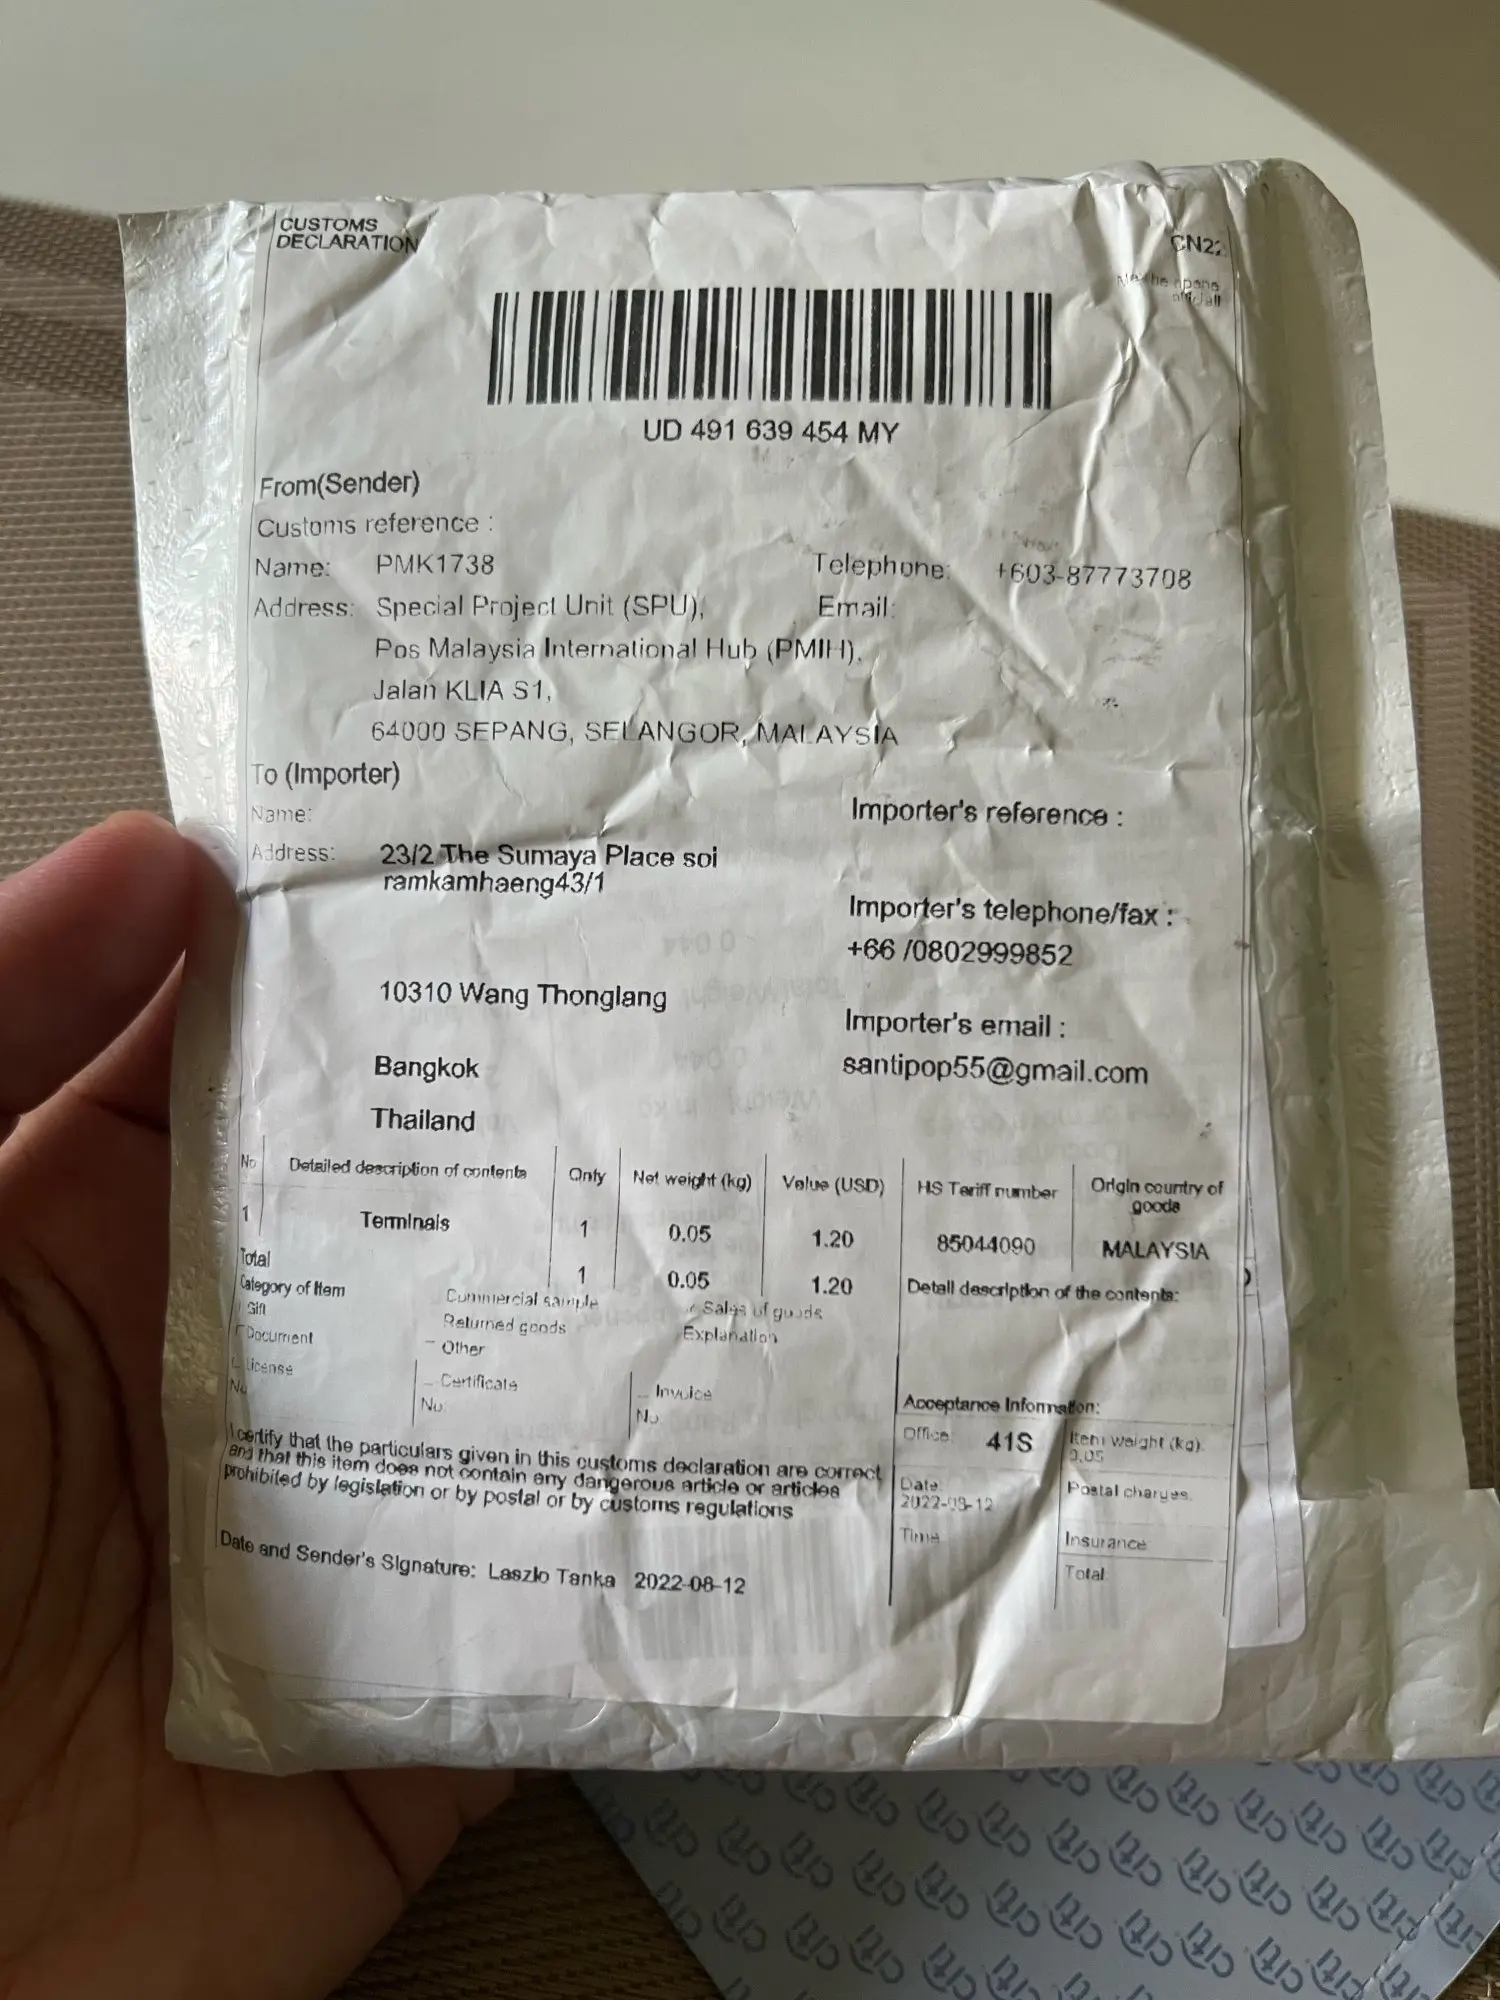 CUSTOMS
DECLARATION
CN22
UD 491 639 454 MY
From(Sender)
Customs reference :
Name: PMK1738
Telephone: +603-87773708
Address: Special Project Unit (SPU),
Email:
Pos Malaysia International Hub (PMIH),
Jalan KLIA S1,
64000 SEPANG, SELANGOR, MALAYSIA
To (Importer)
Name:
Importer's reference :
Address: 23/2 The Sumaya Place soi
ramkamhaeng43/1
Importer's telephone/fax :
+66 /0802999852
10310 Wang Thonglang
Importer's email :
Bangkok
santipop55@gmail.com
Thailand
No Detailed description of contents Qnty Net weight (kg) Value (USD) HS Tariff number Origin country of
goods
1 Terminals 1 0.05 1.20 85044090 MALAYSIA
Total 1 0.05 1.20 Detail description of the contents:
Category of Item
Gift Commercial sample Sales of goods
Document Returned goods Explanation
Other
License Certificate Invoice
No. No. No.
Acceptance Information:
Office: 41S Item weight (kg).
0.05
I certify that the particulars given in this customs declaration are correct
and that this item does not contain any dangerous article or articles
prohibited by legislation or by postal or by customs regulations
Date. Postal charges.
2022-08-12
Time Insurance
Total
Date and Sender's Signature: Laszlo Tanka 2022-08-12
citi